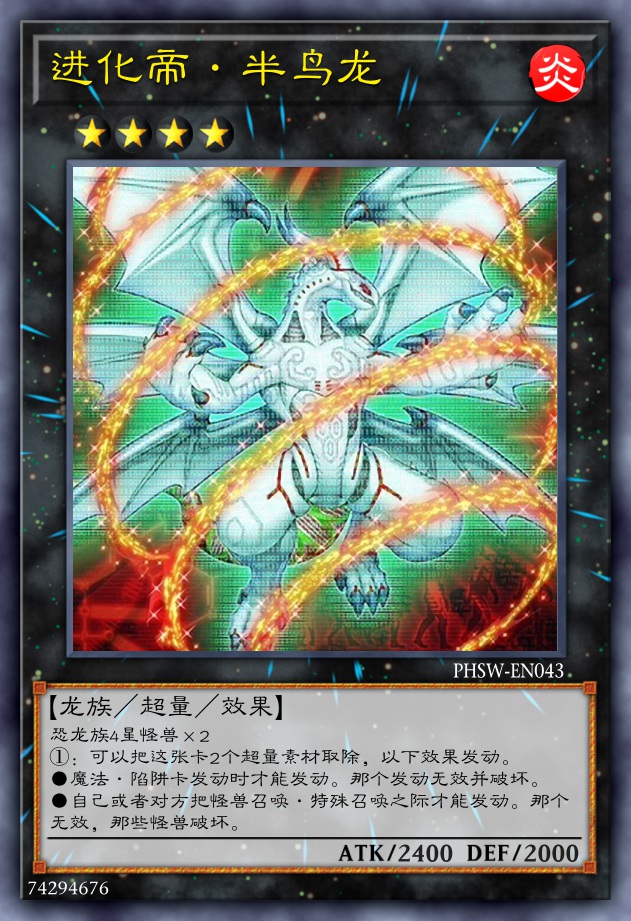 进化帝·半鸟龙
炎
PHSW-EN043
【龙族／超量／效果】
恐龙族4星怪兽×2
①：可以把这张卡2个超量素材取除，以下效果发动。
●魔法·陷阱卡发动时才能发动。那个发动无效并破坏。
●自己或者对方把怪兽召唤·特殊召唤之际才能发动。那个
无效，那些怪兽破坏。
ATK/2400 DEF/2000
74294676